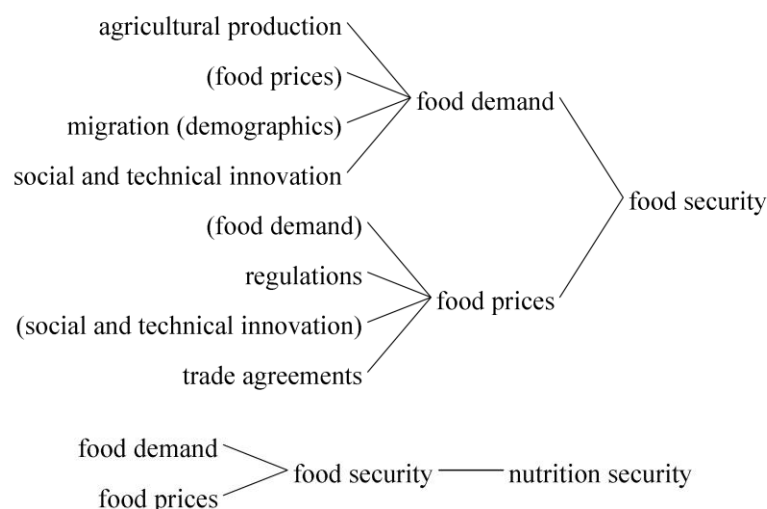 agricultural production
(food prices)
food demand
migration (demographics)
social and technical innovation
food security
(food demand)
regulations
food prices
(social and technical innovation)
trade agreements
food demand
food security
nutrition security
food prices